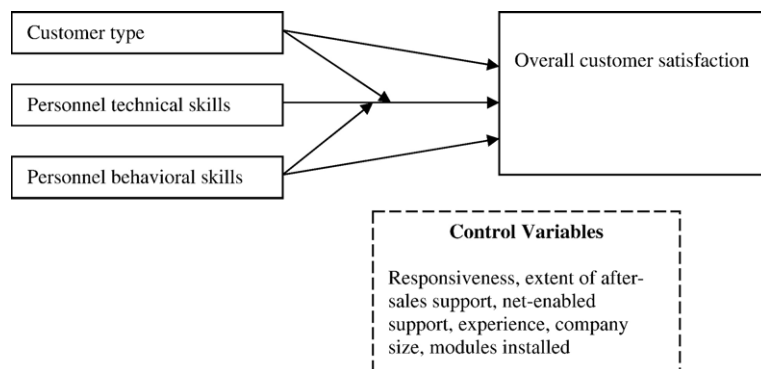 Customer type
Personnel technical skills
Personnel behavioral skills
Overall customer satisfaction
Control Variables
Responsiveness, extent of after-
sales support, net-enabled
support, experience, company
size, modules installed